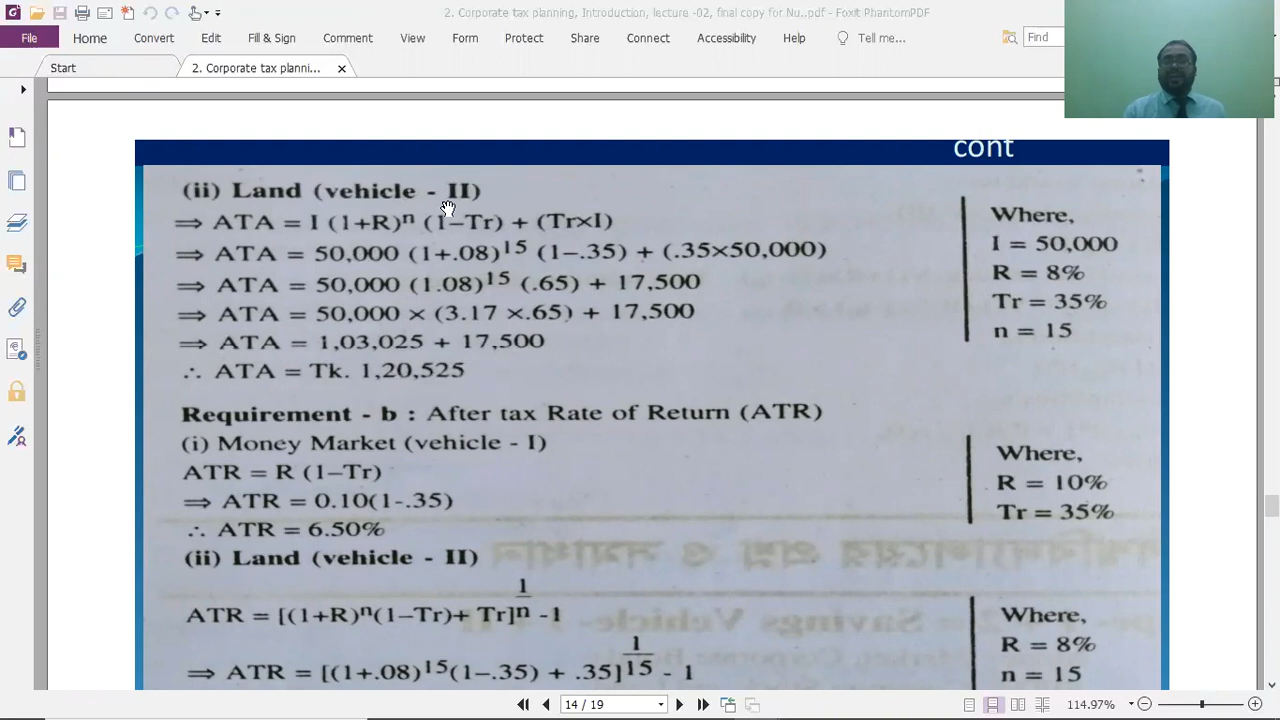 2. Corporate tax planning, Introduction, lecture -02, final copy for Nu..pdf - Foxit PhantomPDF
File Home Convert Edit Fill & Sign Comment View Form Protect Share Connect Accessibility Help Tell me... Find
Start 2. Corporate tax planni...
cont
(ii) Land (vehicle - II)
⇒ ATA = I (1+R)ⁿ (1–Tr) + (Tr×I)
⇒ ATA = 50,000 (1+.08)¹⁵ (1–.35) + (.35×50,000)
⇒ ATA = 50,000 (1.08)¹⁵ (.65) + 17,500
⇒ ATA = 50,000 × (3.17 ×.65) + 17,500
⇒ ATA = 1,03,025 + 17,500
∴ ATA = Tk. 1,20,525
Where,
I = 50,000
R = 8%
Tr = 35%
n = 15
Requirement - b : After tax Rate of Return (ATR)
(i) Money Market (vehicle - I)
ATR = R (1–Tr)
⇒ ATR = 0.10(1-.35)
∴ ATR = 6.50%
Where,
R = 10%
Tr = 35%
(ii) Land (vehicle - II)
ATR = [(1+R)ⁿ(1–Tr)+ Tr]^(1/n) -1
⇒ ATR = [(1+.08)¹⁵(1–.35) + .35]^(1/15) - 1
Where,
R = 8%
n = 15
14 / 19
114.97%